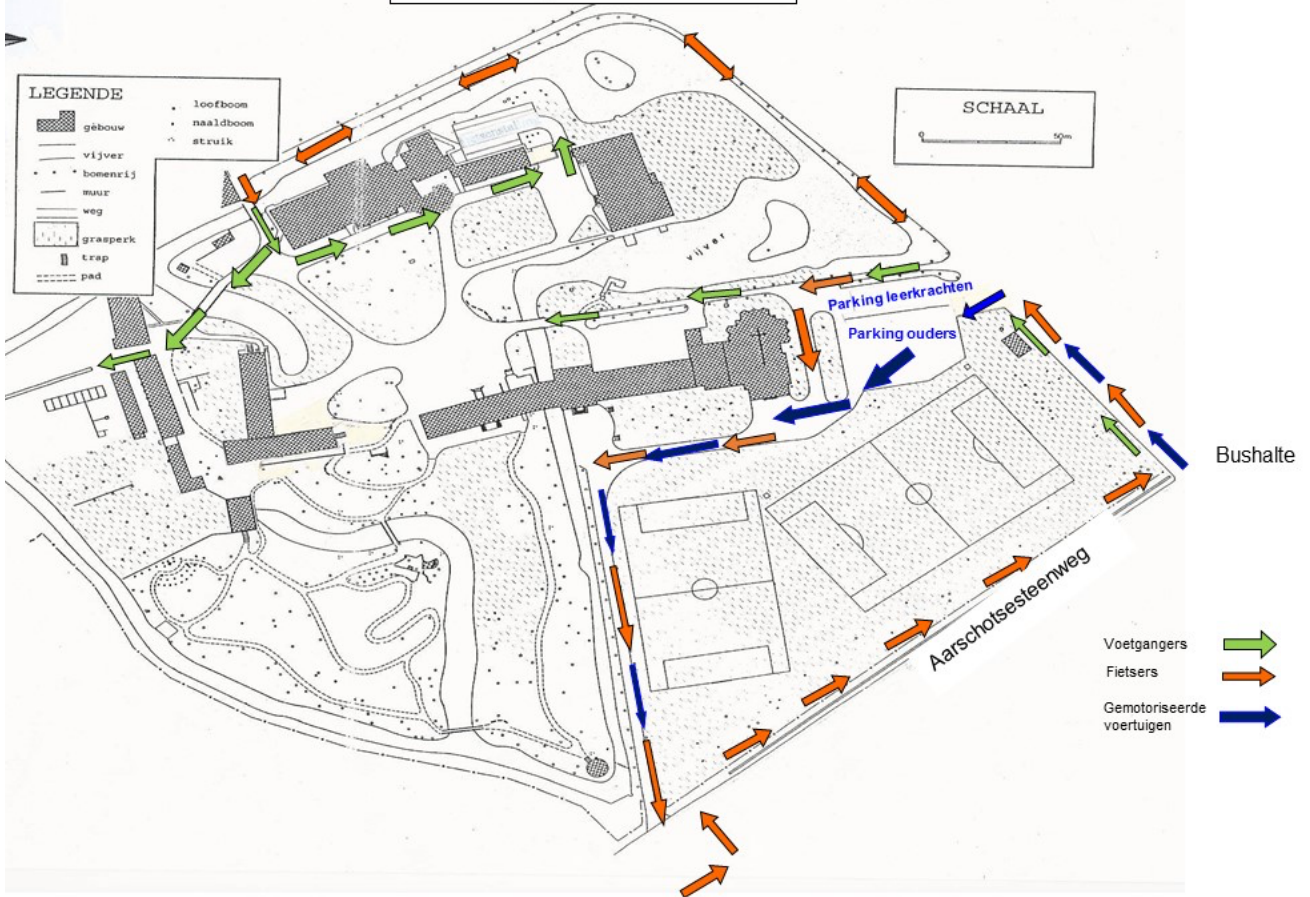 LEGENDE
gèbouw
vijver
bomenrij
muur
weg
grasperk
trap
pad
loofboom
naaldboom
struik
SCHAAL
0 50m
vijver
Parking leerkrachten
Parking ouders
Bushalte
Aarschotsesteenweg
Voetgangers
Fietsers
Gemotoriseerde
voertuigen